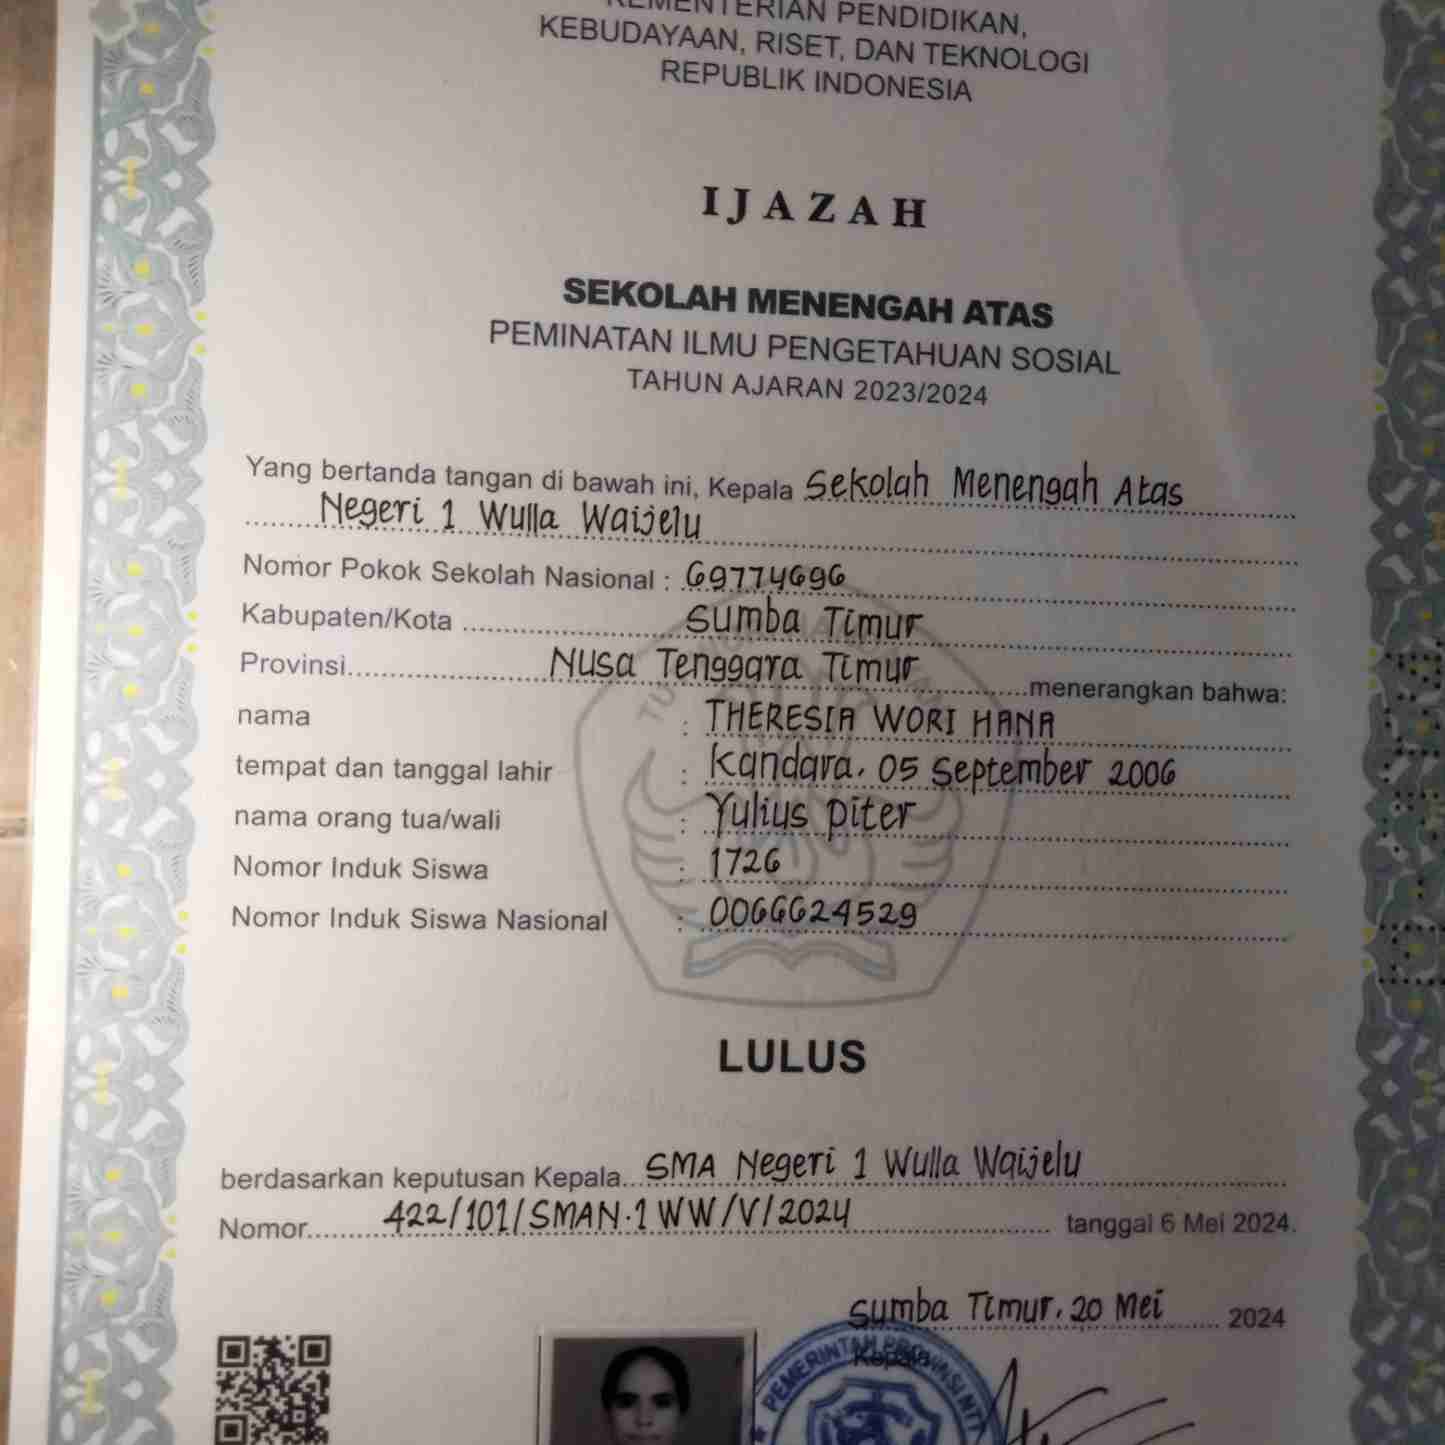 KEMENTERIAN PENDIDIKAN,
KEBUDAYAAN, RISET, DAN TEKNOLOGI
REPUBLIK INDONESIA
IJAZAH
SEKOLAH MENENGAH ATAS
PEMINATAN ILMU PENGETAHUAN SOSIAL
TAHUN AJARAN 2023/2024
Yang bertanda tangan di bawah ini, Kepala Sekolah Menengah Atas
Negeri 1 Wulla Waijelu
Nomor Pokok Sekolah Nasional : 69774696
Kabupaten/Kota Sumba Timur
Provinsi Nusa Tenggara Timur menerangkan bahwa:
nama : THERESIA WORI HANA
tempat dan tanggal lahir : Kandara, 05 September 2006
nama orang tua/wali : Yulius Piter
Nomor Induk Siswa : 1726
Nomor Induk Siswa Nasional : 0066624529
LULUS
berdasarkan keputusan Kepala SMA Negeri 1 Wulla Waijelu
Nomor 422/101/SMAN.1 WW/V/2024 tanggal 6 Mei 2024.
Sumba Timur, 20 Mei 2024
Kepala
PEMERINTAH PROVINSI NTT